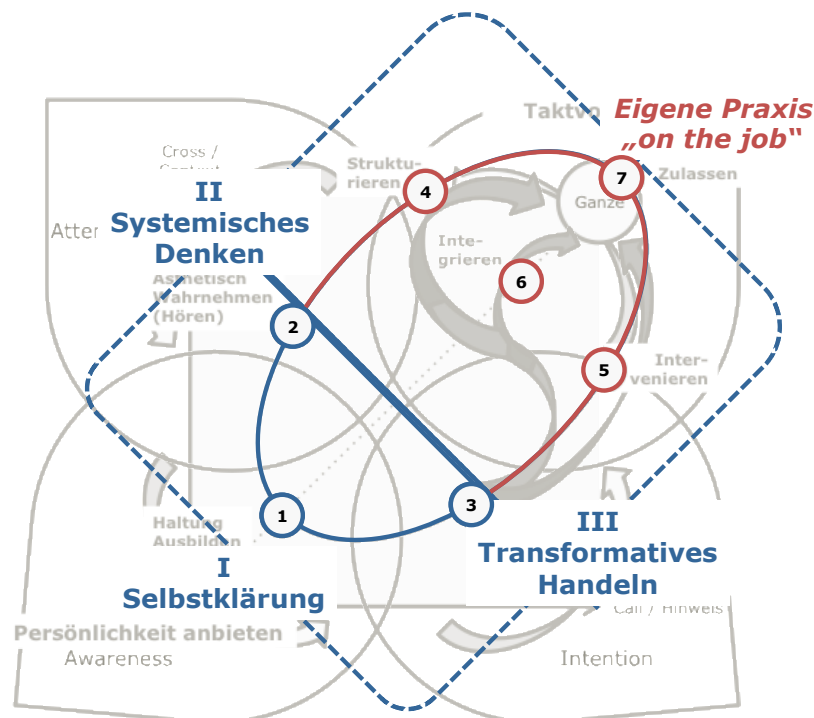 Eigene Praxis
„on the job“
Cross /
Struktu-
rieren
4
7
Zulassen
Ganze
II
Systemisches
Denken
Inte-
grieren
6
Ästhetisch
Wahrnehmen
(Hören)
2
5
Inter-
venieren
1
3
Haltung
Ausbilden
I
Selbstklärung
III
Transformatives
Handeln
Call / Hinweis
Persönlichkeit anbieten
Awareness
Intention